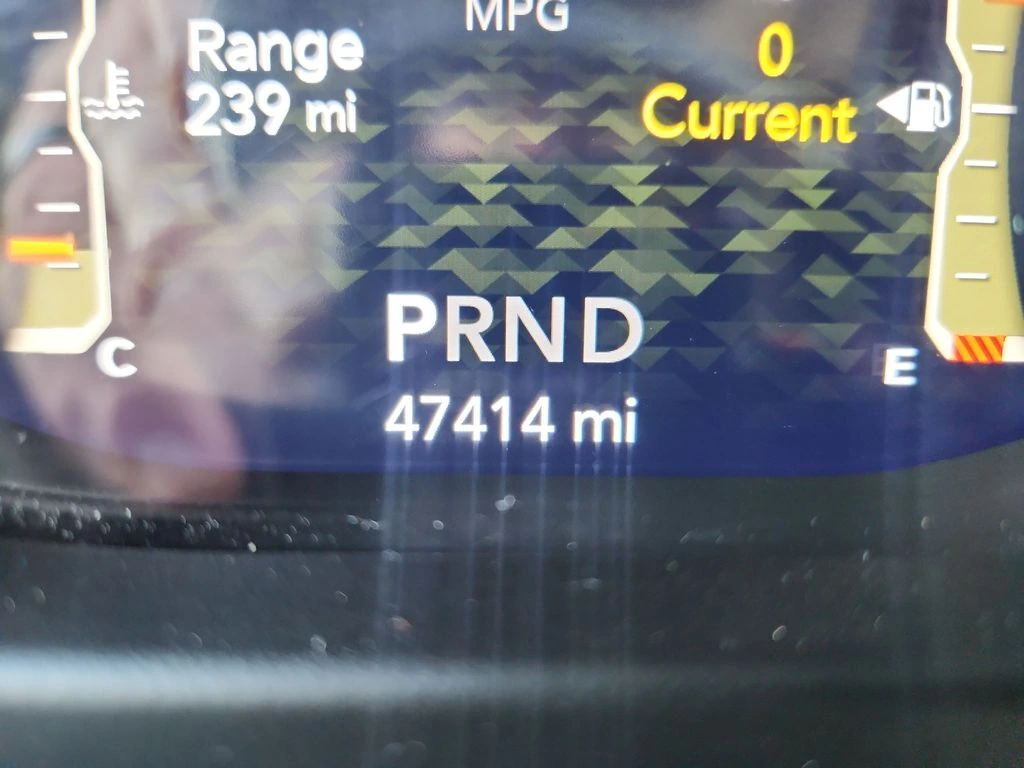 MPG
Range
239 mi
0
Current
PRND
C
E
47414 mi